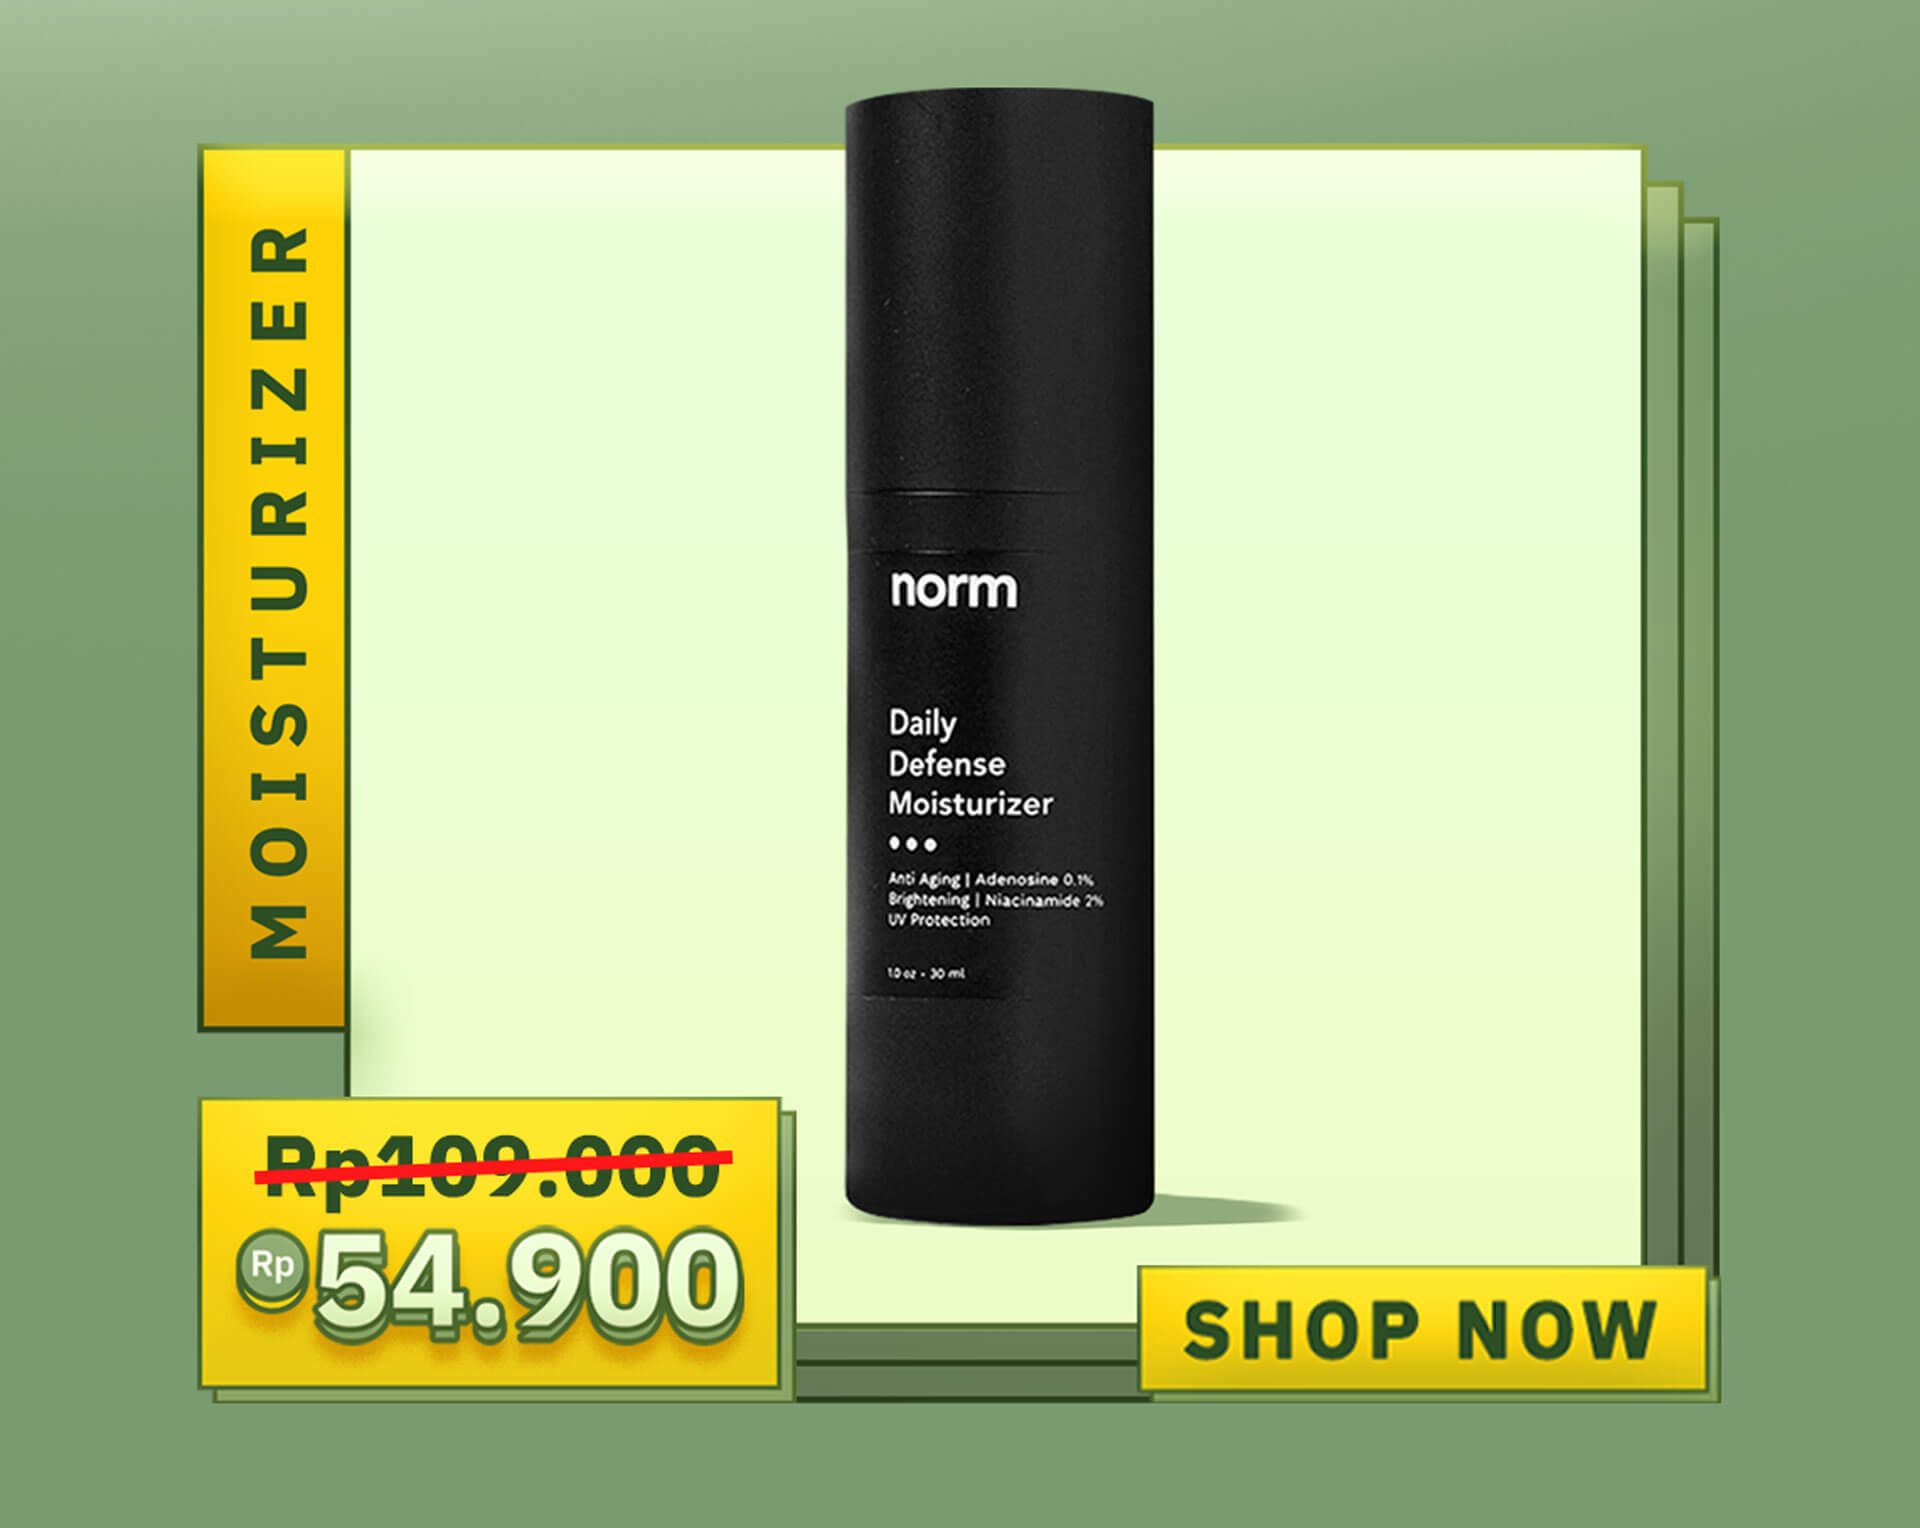 MOISTURIZER
norm
Daily
Defense
Moisturizer
Anti Aging | Adenosine 0.1%
Brightening | Niacinamide 2%
UV Protection
1.0 oz - 30 ml
Rp109.000
Rp 54.900
SHOP NOW